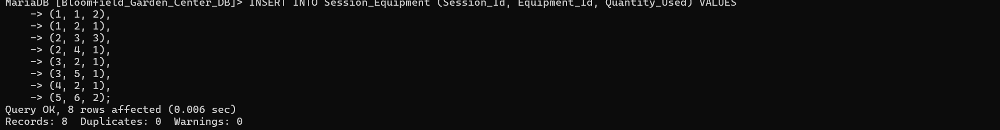 MariaDB [Bloomfield_Garden_Center_DB]> INSERT INTO Session_Equipment (Session_Id, Equipment_Id, Quantity_Used) VALUES
    -> (1, 1, 2),
    -> (1, 2, 1),
    -> (2, 3, 3),
    -> (2, 4, 1),
    -> (3, 2, 1),
    -> (3, 5, 1),
    -> (4, 2, 1),
    -> (5, 6, 2);
Query OK, 8 rows affected (0.006 sec)
Records: 8  Duplicates: 0  Warnings: 0